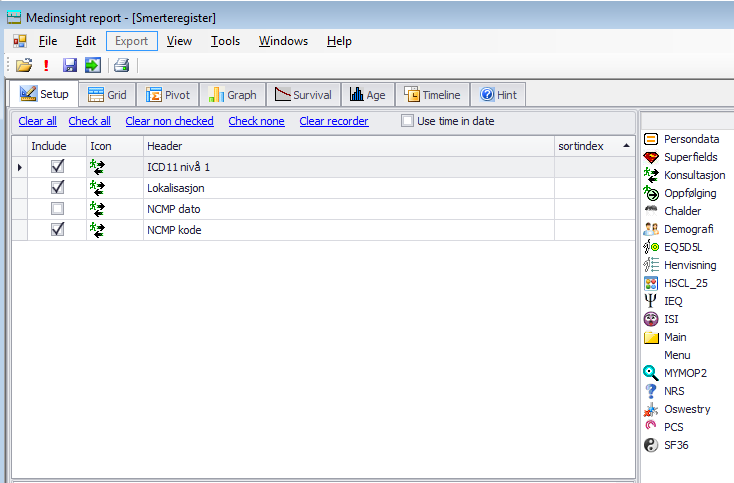 Medinsight report - [Smerteregister]
File Edit Export View Tools Windows Help
Setup Grid Pivot Graph Survival Age Timeline Hint
Clear all Check all Clear non checked Check none Clear recorder Use time in date
Include Icon Header sortindex
ICD11 nivå 1
Lokalisasjon
NCMP dato
NCMP kode
Persondata
Superfields
Konsultasjon
Oppfølging
Chalder
Demografi
EQ5D5L
Henvisning
HSCL_25
IEQ
ISI
Main
Menu
MYMOP2
NRS
Oswestry
PCS
SF36